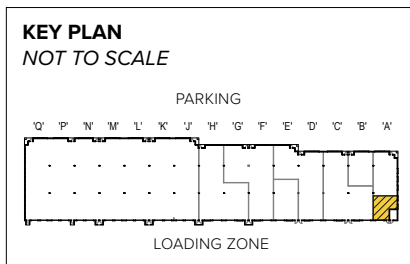 KEY PLAN
NOT TO SCALE
PARKING
'Q' 'P' 'N' 'M' 'L' 'K' 'J' 'H' 'G' 'F' 'E' 'D' 'C' 'B' 'A'
LOADING ZONE